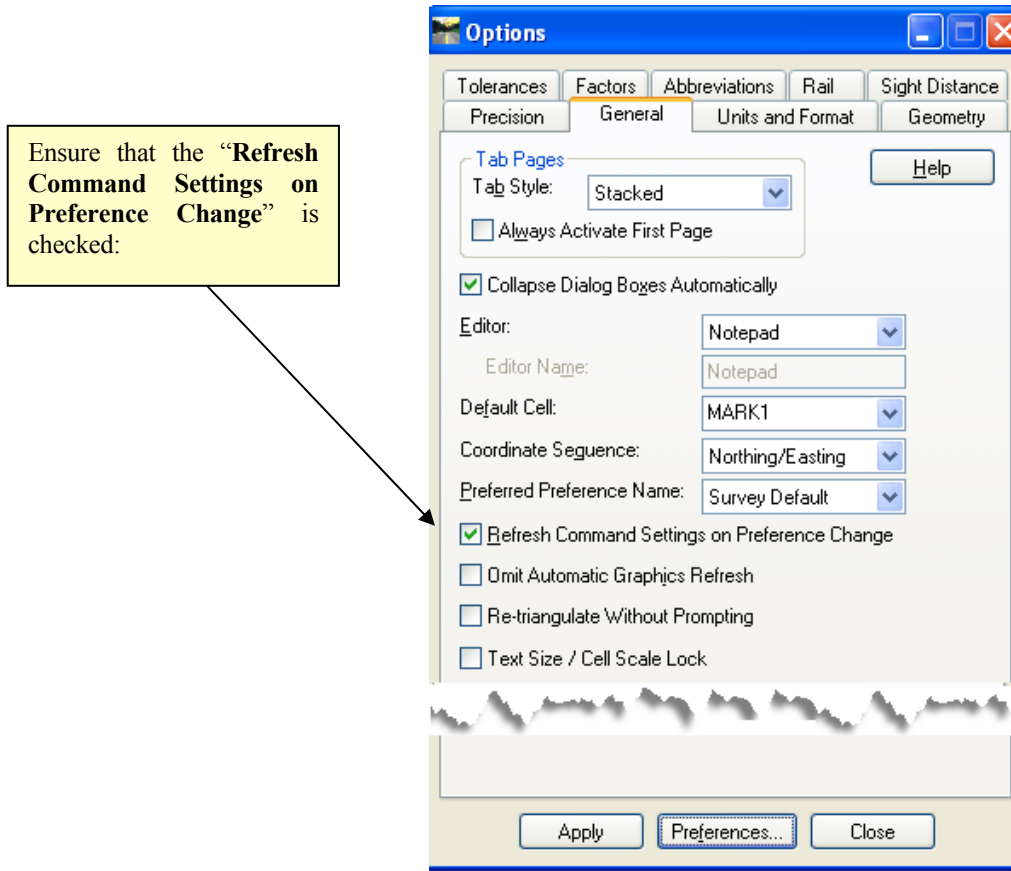 Options
Tolerances Factors Abbreviations Rail Sight Distance
Precision General Units and Format Geometry
Ensure that the “Refresh
Command Settings on
Preference Change” is
checked:
Tab Pages
Help
Tab Style: Stacked
Always Activate First Page
Collapse Dialog Boxes Automatically
Editor: Notepad
Editor Name: Notepad
Default Cell: MARK1
Coordinate Sequence: Northing/Easting
Preferred Preference Name: Survey Default
Refresh Command Settings on Preference Change
Omit Automatic Graphics Refresh
Re-triangulate Without Prompting
Text Size / Cell Scale Lock
Apply Preferences... Close